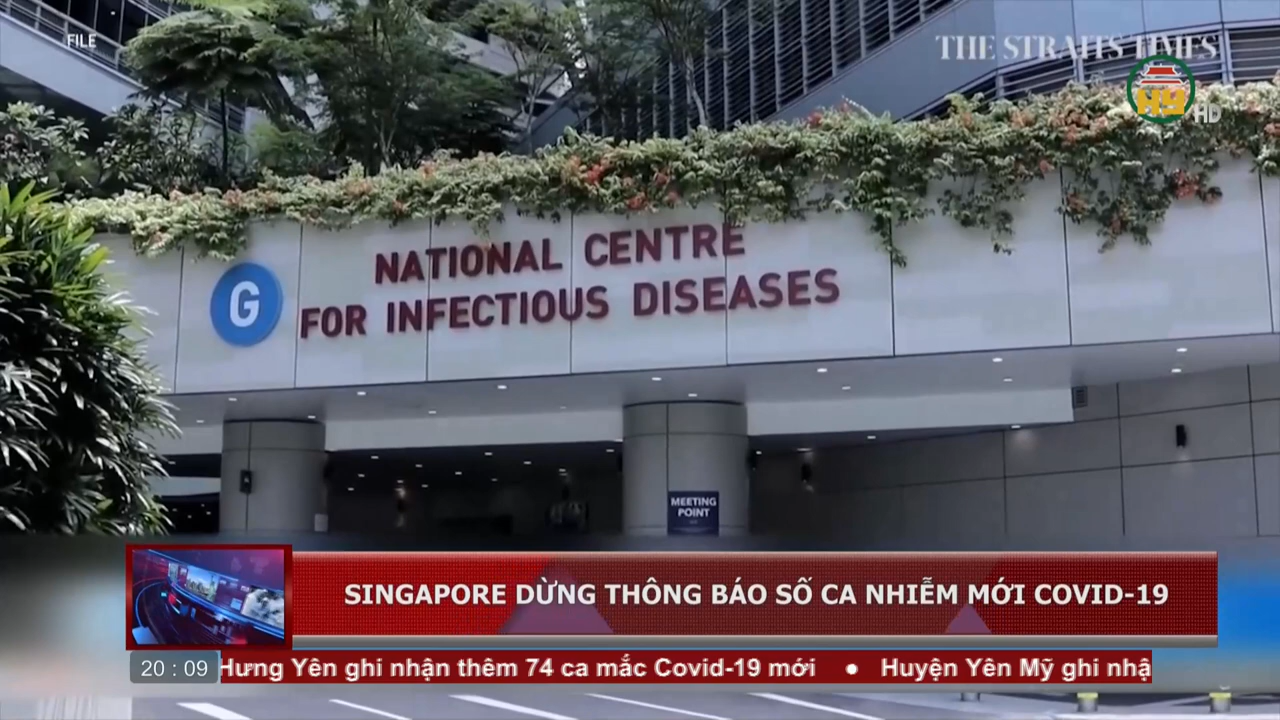 FILE
THE STRAITS TIMES
HY HD
G
NATIONAL CENTRE
FOR INFECTIOUS DISEASES
MEETING
POINT
SINGAPORE DỪNG THÔNG BÁO SỐ CA NHIỄM MỚI COVID-19
20 : 09 Hưng Yên ghi nhận thêm 74 ca mắc Covid-19 mới ● Huyện Yên Mỹ ghi nhậ